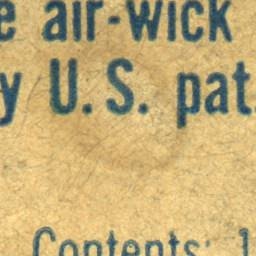 e air-wick
y U.S. pat.
Contents: 1